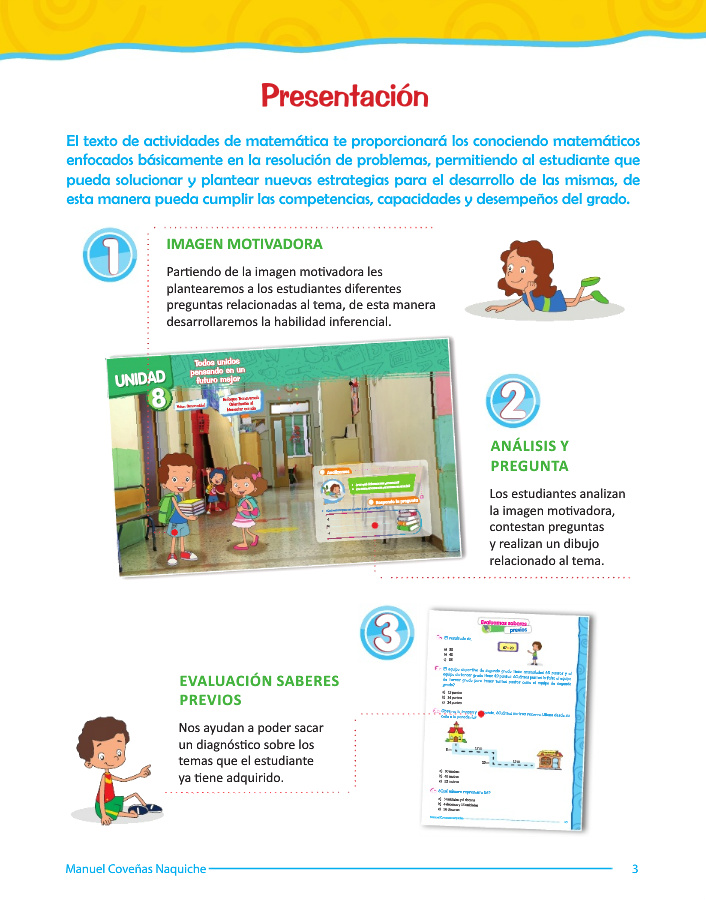 Presentación
El texto de actividades de matemática te proporcionará los conociendo matemáticos
enfocados básicamente en la resolución de problemas, permitiendo al estudiante que
pueda solucionar y plantear nuevas estrategias para el desarrollo de las mismas, de
esta manera pueda cumplir las competencias, capacidades y desempeños del grado.
1
IMAGEN MOTIVADORA
Partiendo de la imagen motivadora les
plantearemos a los estudiantes diferentes
preguntas relacionadas al tema, de esta manera
desarrollaremos la habilidad inferencial.
UNIDAD
8
Todos unidos
pensando en un
futuro mejor
2
ANÁLISIS Y
PREGUNTA
Los estudiantes analizan
la imagen motivadora,
contestan preguntas
y realizan un dibujo
relacionado al tema.
3
EVALUACIÓN SABERES
PREVIOS
Nos ayudan a poder sacar
un diagnóstico sobre los
temas que el estudiante
ya tiene adquirido.
Evaluamos saberes
previos
Manuel Coveñas Naquiche
3